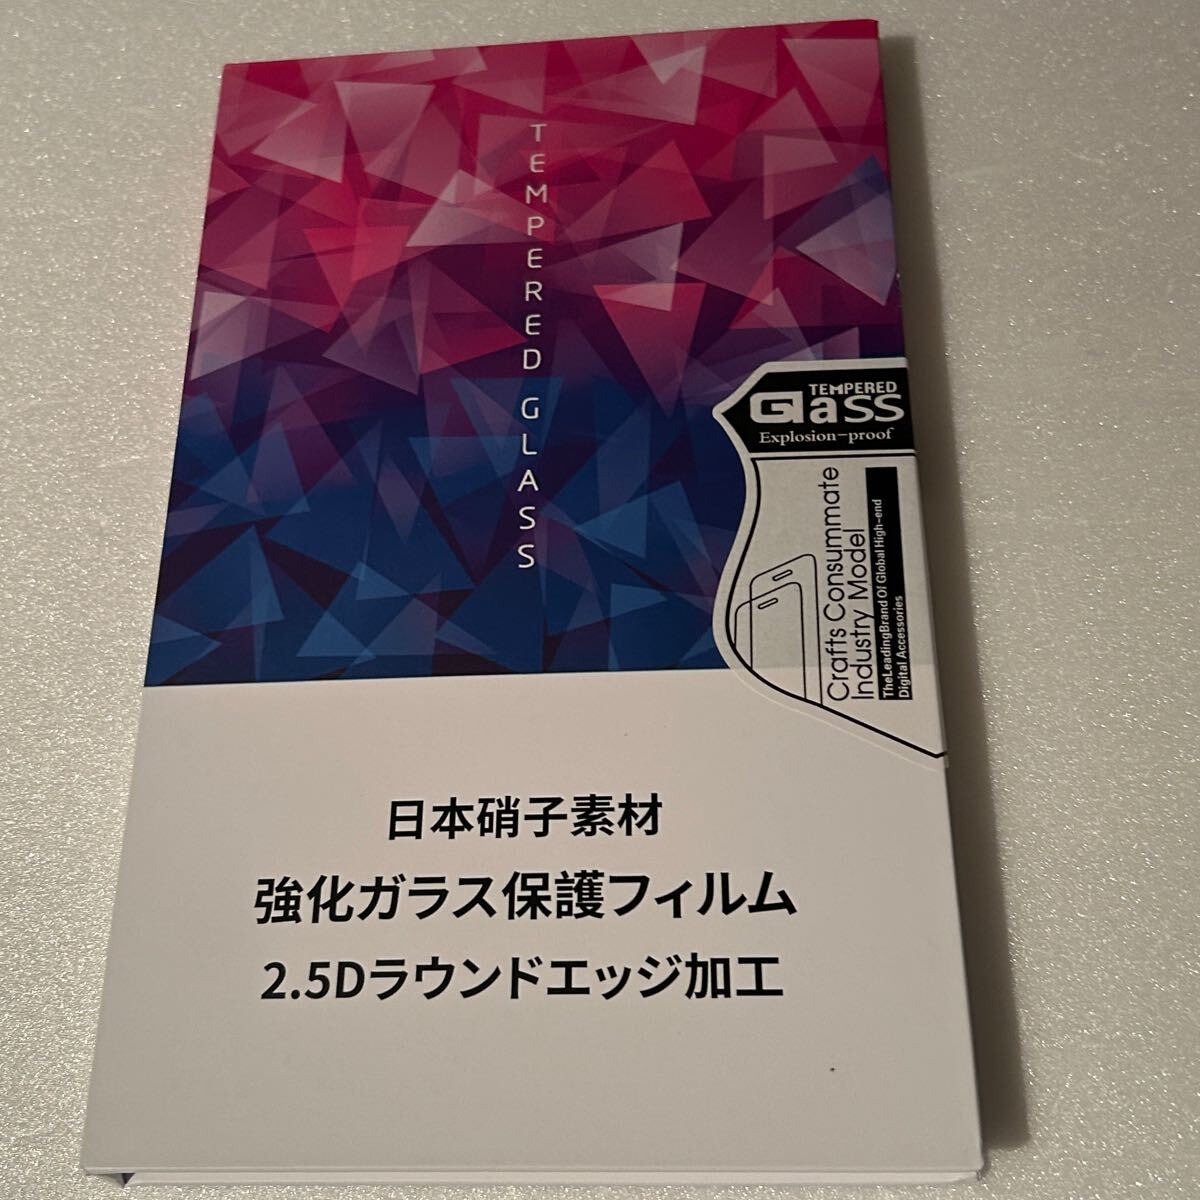 TEMPERED GLASS
TEMPERED
Glass
Explosion-proof
Crafts Consummate
Industry Model
TheLeadingBrand Of Global High-end
Digital Accessories
日本硝子素材
強化ガラス保護フィルム
2.5Dラウンドエッジ加工